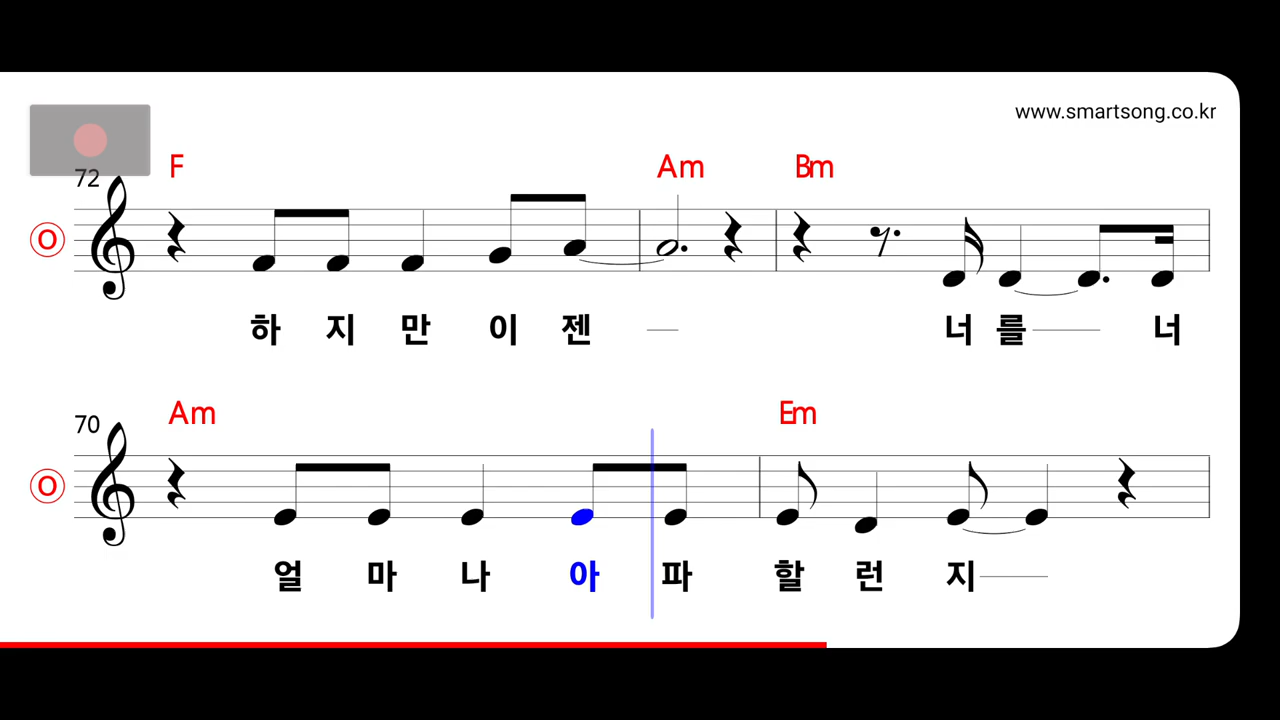 www.smartsong.co.kr
72 F Am Bm
O
하 지 만 이 젠 너 를 너
70 Am Em
O
얼 마 나 아 파 할 런 지